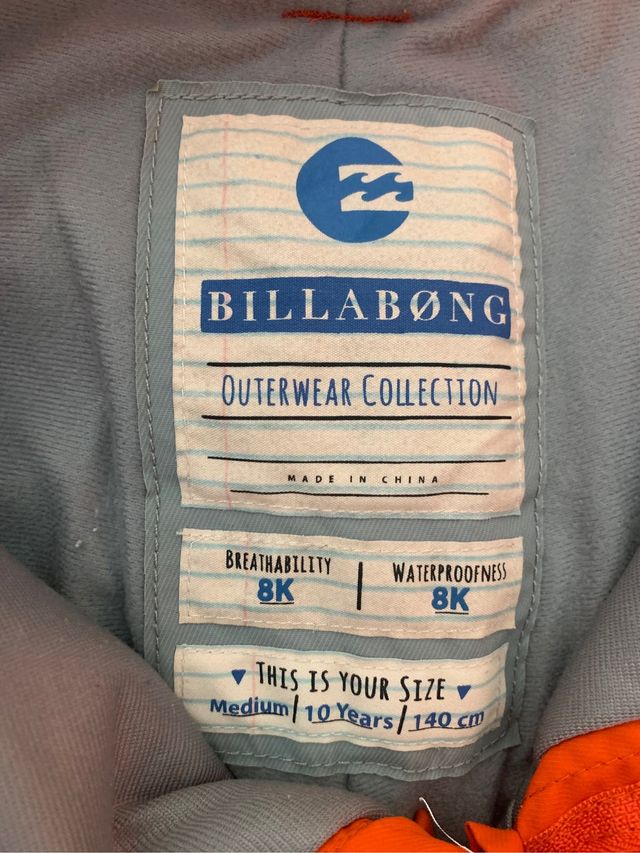 BILLABØNG
OUTERWEAR COLLECTION
MADE IN CHINA
BREATHABILITY
8K
WATERPROOFNESS
8K
THIS IS YOUR SIZE
Medium/10 Years/140 cm